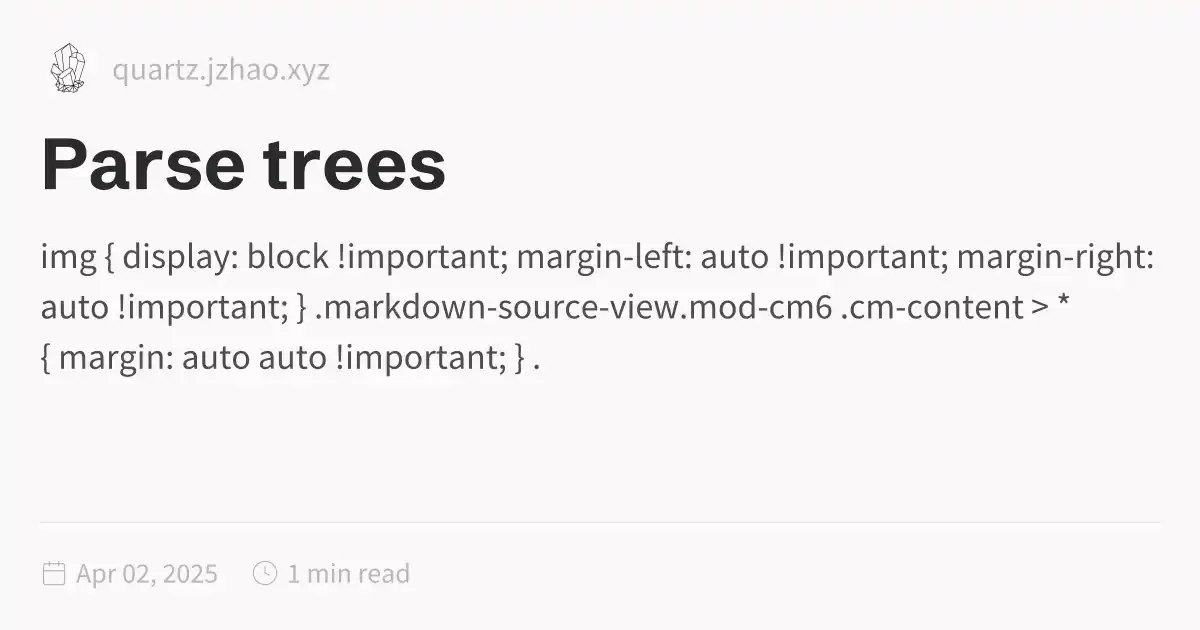 quartz.jzhao.xyz
Parse trees
img { display: block !important; margin-left: auto !important; margin-right:
auto !important; } .markdown-source-view.mod-cm6 .cm-content > *
{ margin: auto auto !important; } .
Apr 02, 2025 1 min read